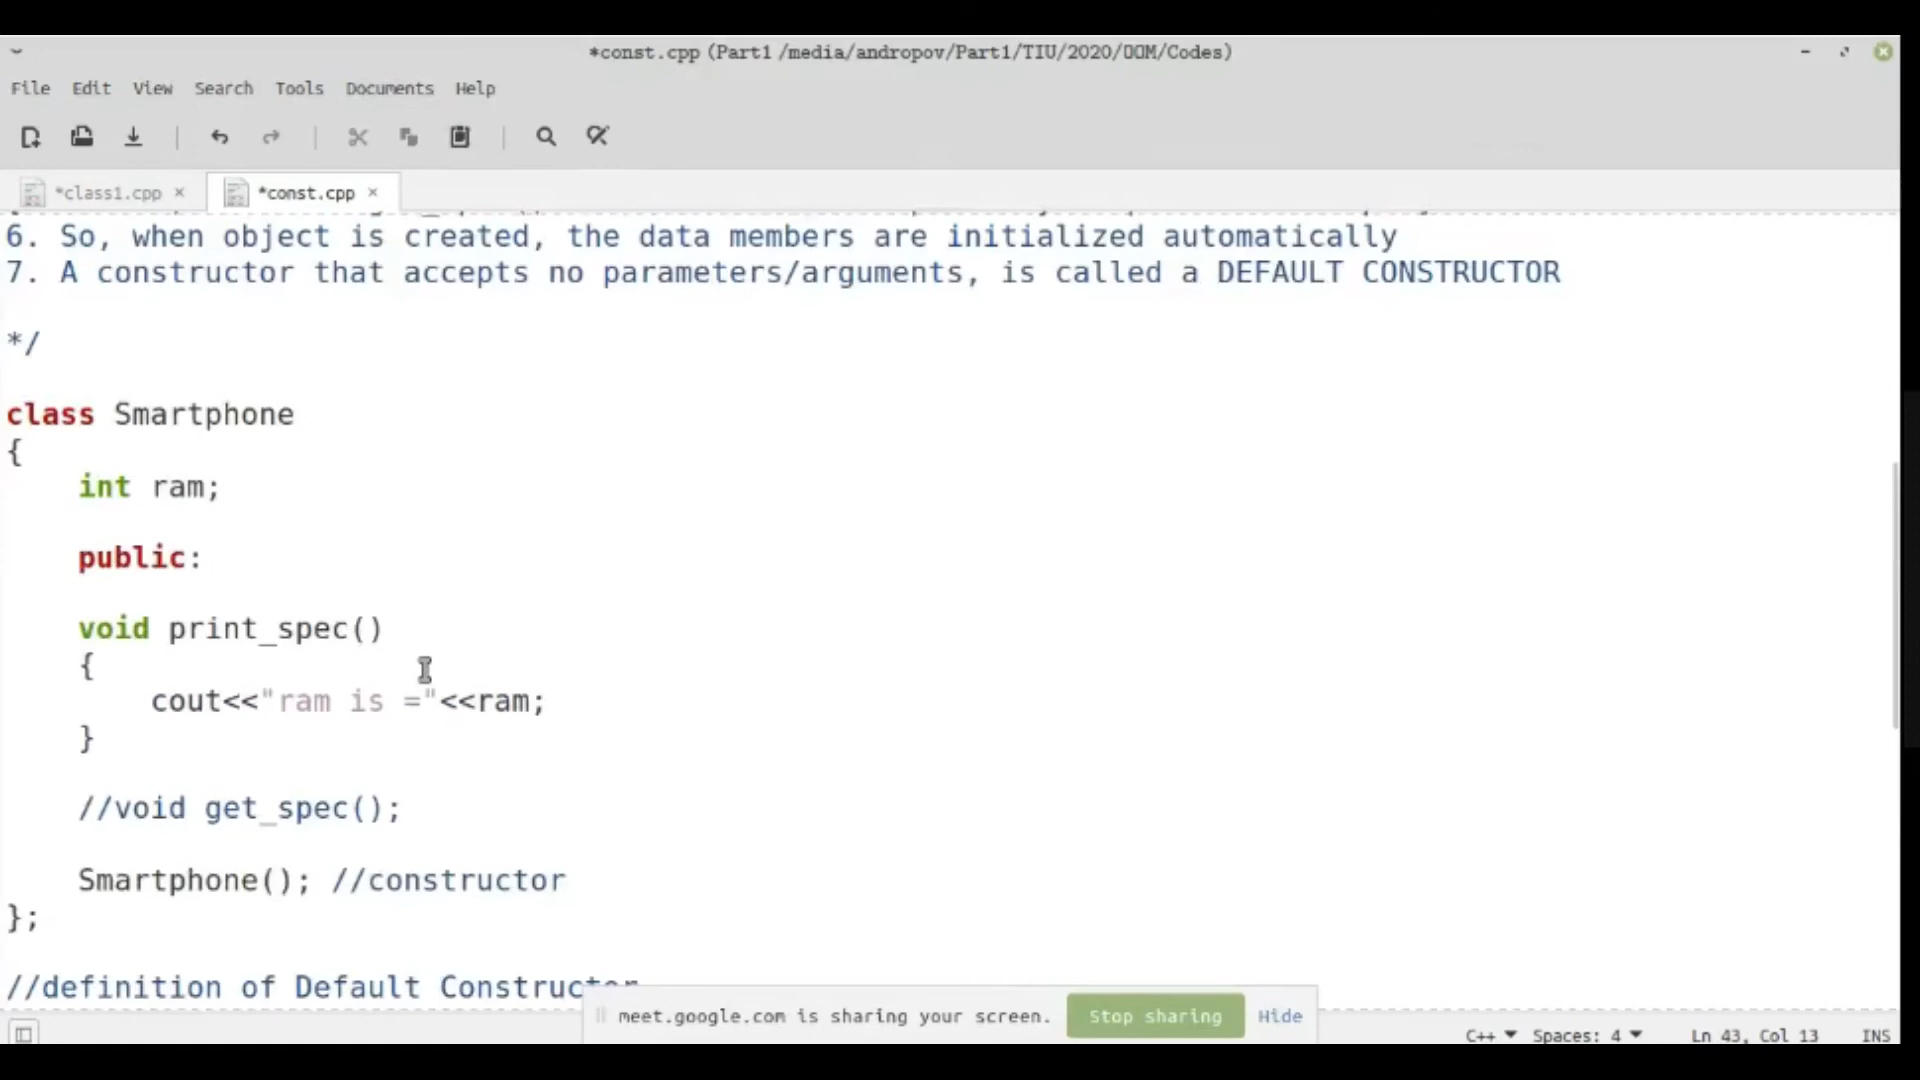 *const.cpp (Part1 /media/andropov/Part1/TIU/2020/OOM/Codes)
File Edit View Search Tools Documents Help
*class1.cpp × *const.cpp ×
6. So, when object is created, the data members are initialized automatically
7. A constructor that accepts no parameters/arguments, is called a DEFAULT CONSTRUCTOR
*/
class Smartphone
{
int ram;
public:
void print_spec()
{
cout<<"ram is ="<<ram;
}
//void get_spec();
Smartphone(); //constructor
};
//definition of Default Constructor
meet.google.com is sharing your screen. Stop sharing Hide
C++ Spaces: 4 Ln 43, Col 13 INS